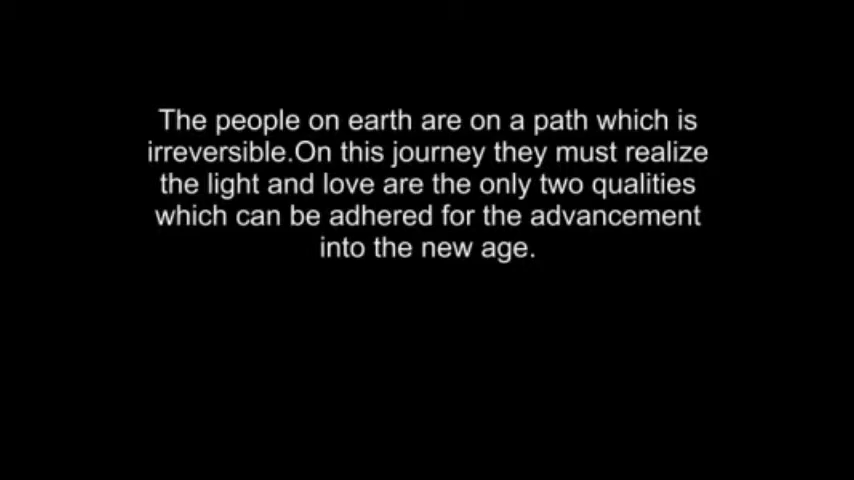 The people on earth are on a path which is
irreversible.On this journey they must realize
the light and love are the only two qualities
which can be adhered for the advancement
into the new age.